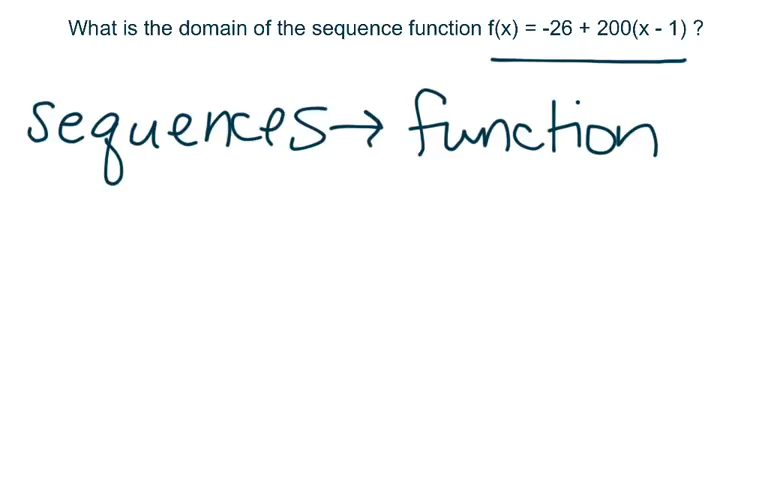 What is the domain of the sequence function f(x) = -26 + 200(x - 1) ?
sequences → function